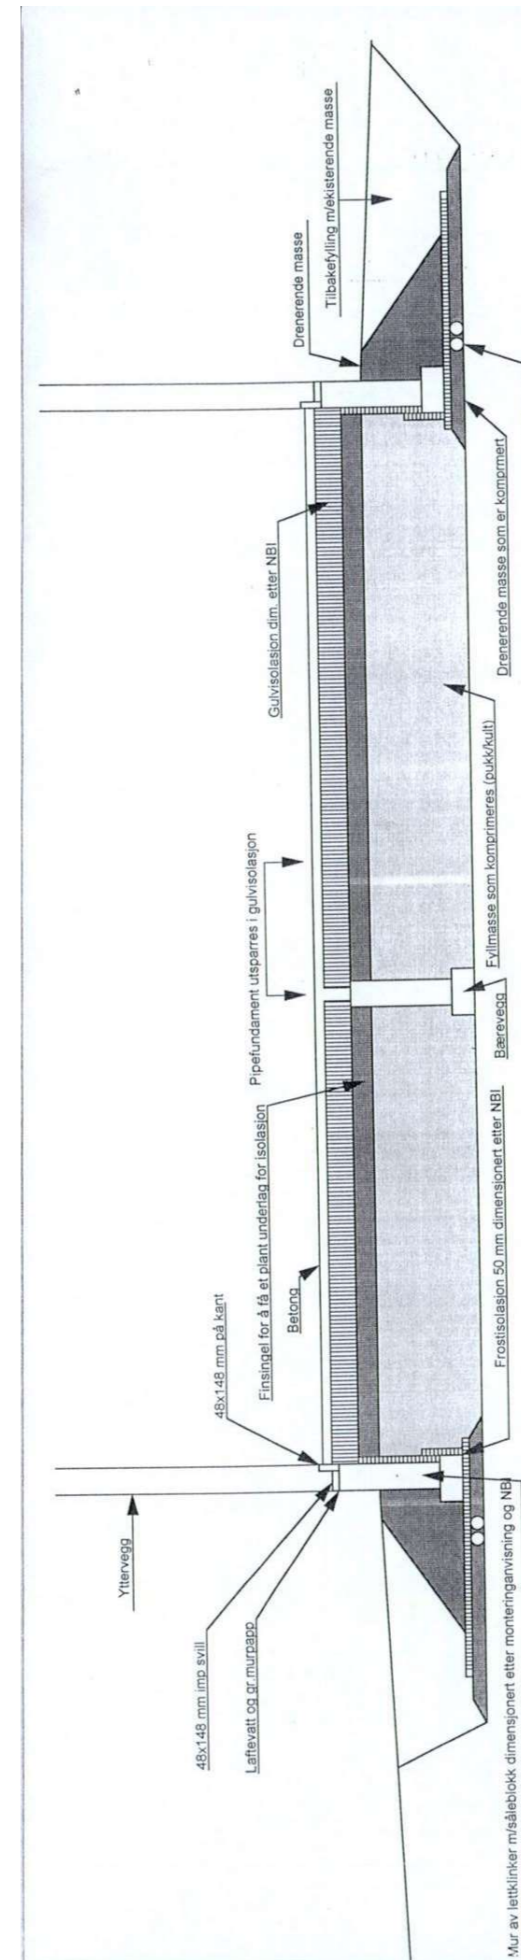 Yttervegg
48x148 mm imp svill
Laftevatt og gr.murpapp
48x148 mm på kant
Betong
Finsingel for å få et plant underlag for isolasjon
Pipefundament utsparres i gulvisolasjon
Gulvisolasjon dim. etter NBI
Drenerende masse
Tilbakefylling m/ekisterende masse
Mur av lettklinker m/såleblokk dimensjonert etter monteringanvisning og NBI
Frostisolasjon 50 mm dimensjonert etter NBI
Bærevegg
Fyllmasse som komprimeres (pukk/kult)
Drenerende masse som er komprmert